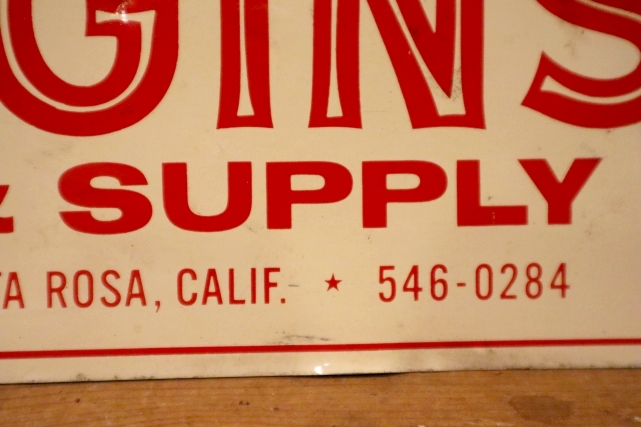 GINS
& SUPPLY
TA ROSA, CALIF. ★ 546-0284